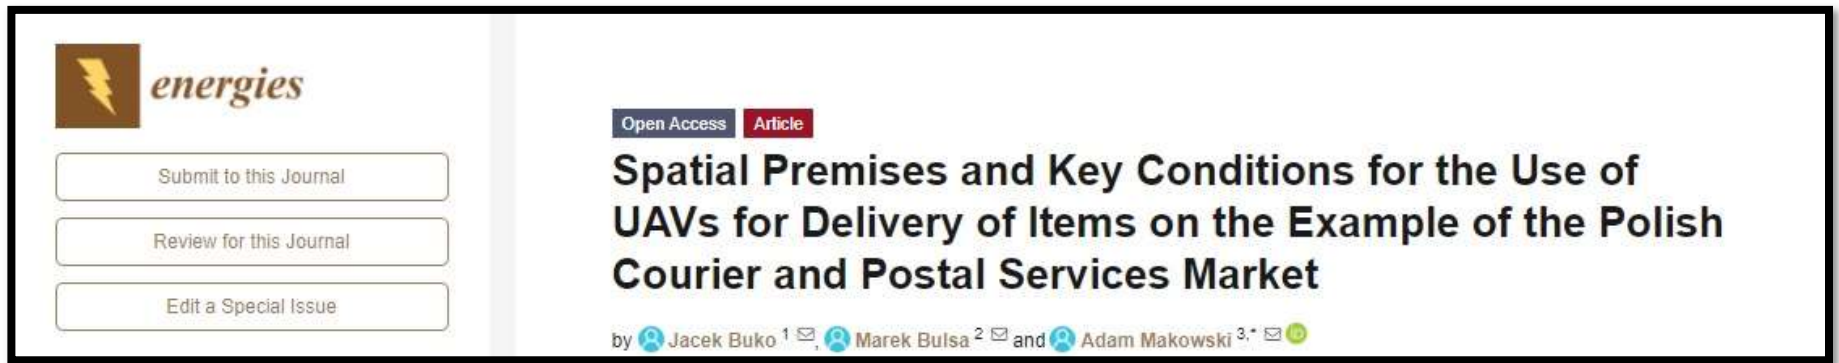 energies
Submit to this Journal
Review for this Journal
Edit a Special Issue
Open Access Article
Spatial Premises and Key Conditions for the Use of
UAVs for Delivery of Items on the Example of the Polish
Courier and Postal Services Market
by Jacek Buko 1, Marek Bulsa 2 and Adam Makowski 3,* iD